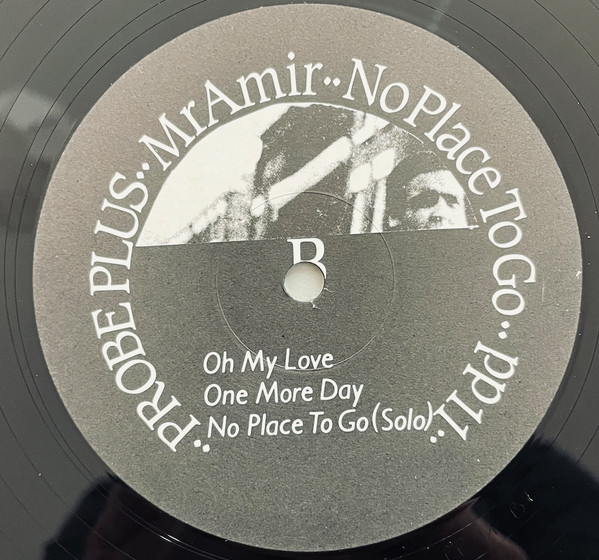 ··PROBE PLUS··MrAmir··No Place To Go··pp11··
B
Oh My Love
One More Day
No Place To Go (Solo)